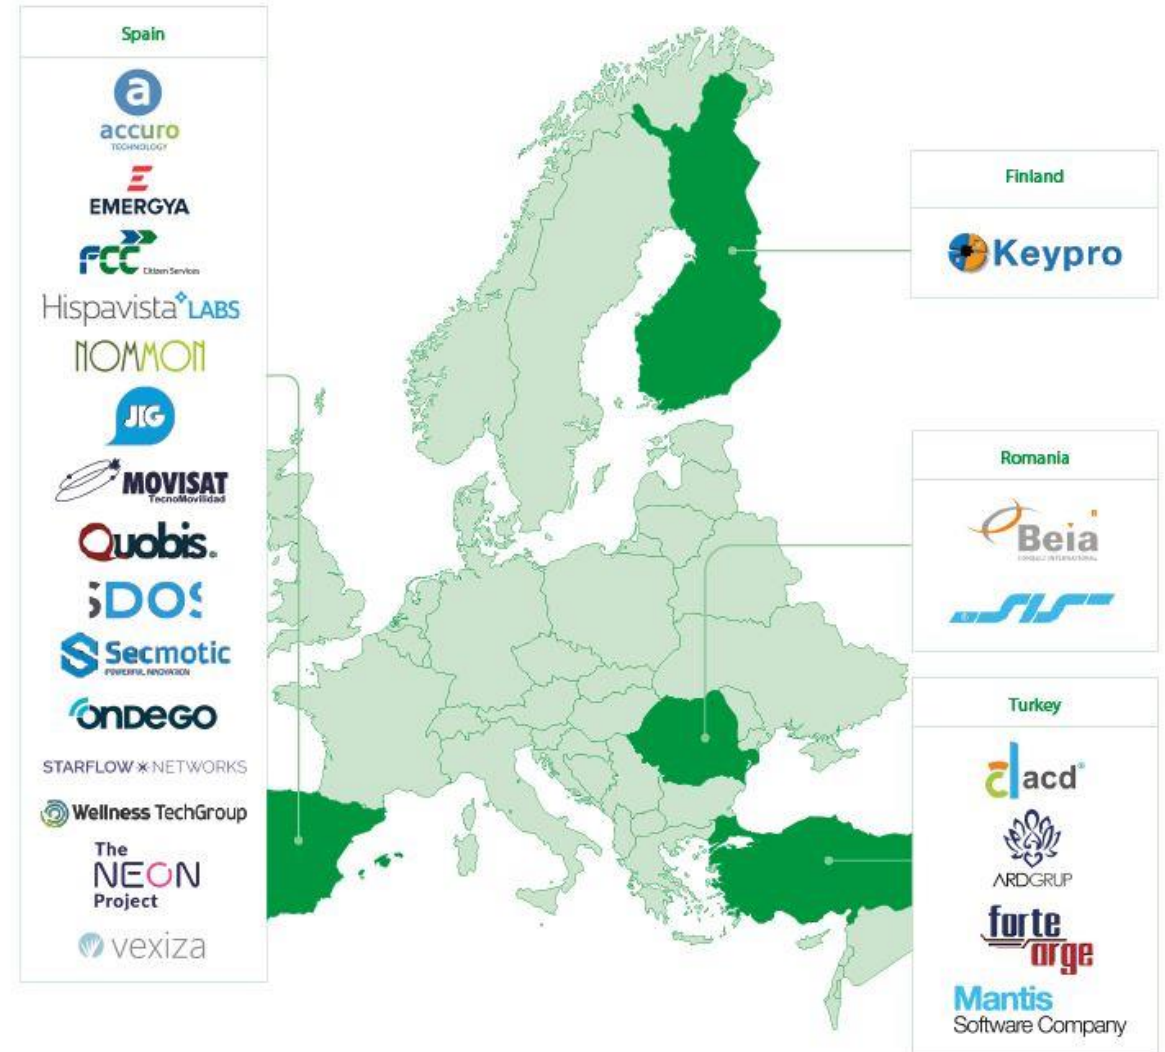 Spain
a
accuro
TECHNOLOGY
EMERGYA
FCC
Citizen Services
Hispavista LABS
NOMMON
JIG
MOVISAT
TecnoMovilidad
Quobis
SDOS
Secmotic
POWERFUL INNOVATION
ONDEGO
STARFLOW NETWORKS
Wellness TechGroup
The
NEON
Project
vexiza
Finland
Keypro
Romania
Beia
CONSULT INTERNATIONAL
SIS
Turkey
acd
ARDGRUP
forte
arge
Mantis
Software Company